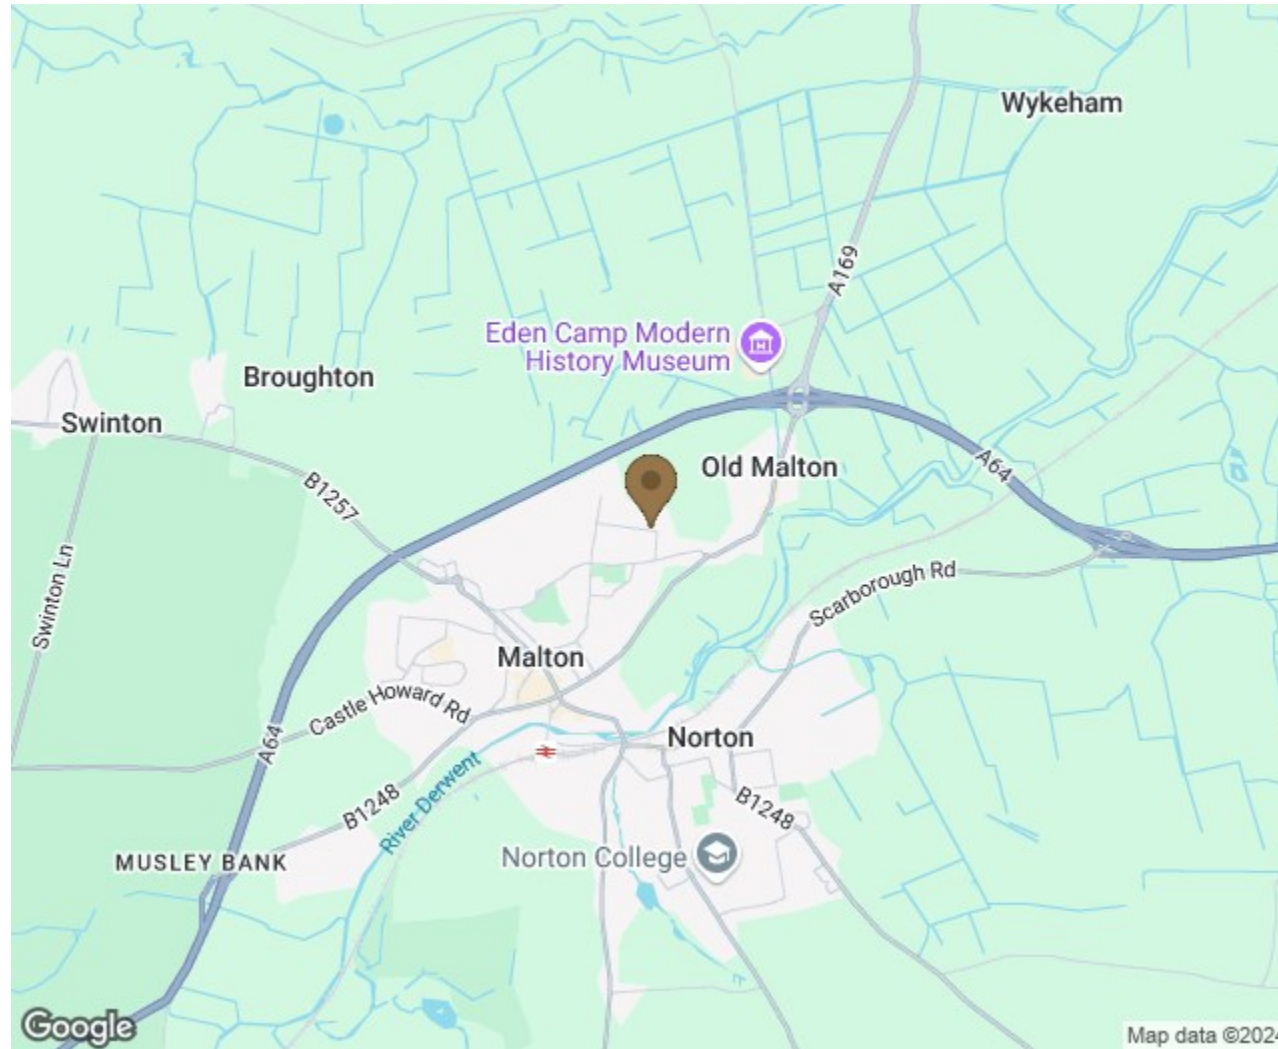 Wykeham
A169
Eden Camp Modern
History Museum
Broughton
Swinton
Old Malton
A64
B1257
Swinton Ln
Scarborough Rd
Malton
Castle Howard Rd
A64
Norton
River Derwent
B1248
B1248
MUSLEY BANK
Norton College
Google
Map data ©2024